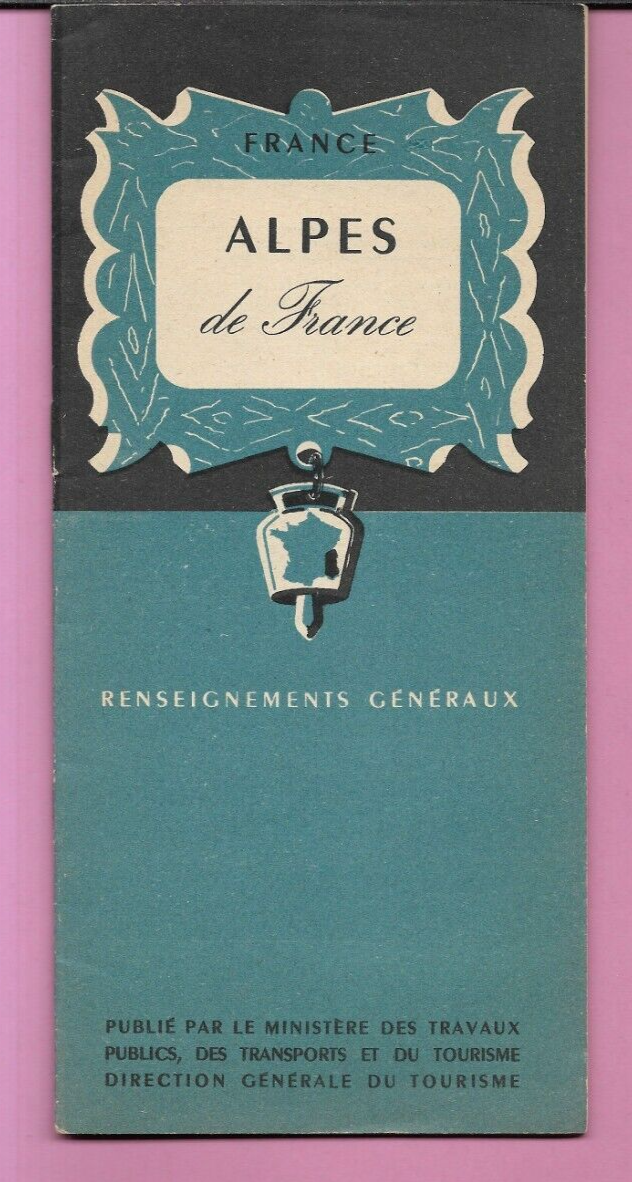 FRANCE
ALPES
de France
RENSEIGNEMENTS GÉNÉRAUX
PUBLIÉ PAR LE MINISTÈRE DES TRAVAUX
PUBLICS, DES TRANSPORTS ET DU TOURISME
DIRECTION GÉNÉRALE DU TOURISME